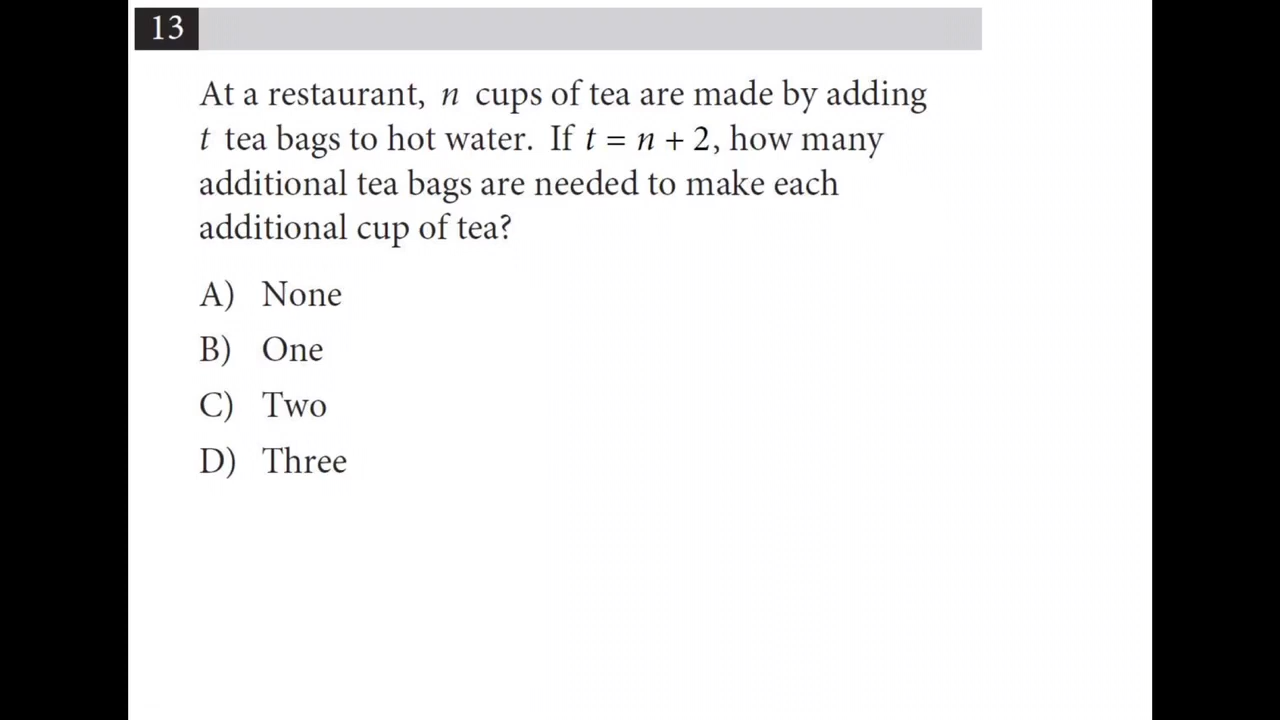 13
At a restaurant, n cups of tea are made by adding
t tea bags to hot water. If t = n + 2, how many
additional tea bags are needed to make each
additional cup of tea?
A) None
B) One
C) Two
D) Three